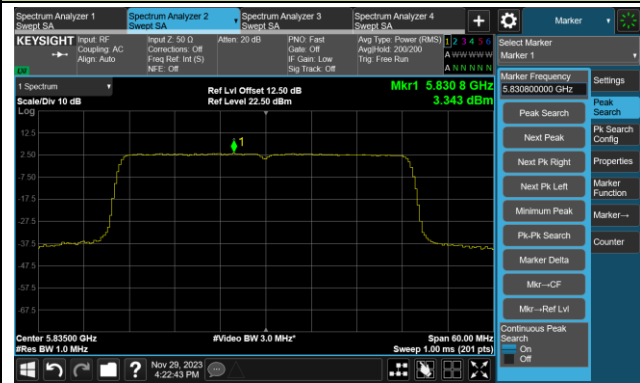 Spectrum Analyzer 1
Swept SA
Spectrum Analyzer 2
Swept SA
Spectrum Analyzer 3
Swept SA
Spectrum Analyzer 4
Swept SA
+
Marker
KEYSIGHT
Input: RF
Coupling: AC
Align: Auto
Input Z: 50 Ω
Corrections: Off
Freq Ref: Int (S)
NFE: Off
Atten: 20 dB
PNO: Fast
Gate: Off
IF Gain: Low
Sig Track: Off
Avg Type: Power (RMS)
Avg|Hold: 200/200
Trig: Free Run
1 2 3 4 5 6
A W W W W W
A N N N N N
Select Marker
Marker 1
1 Spectrum
Scale/Div 10 dB
Ref Lvl Offset 12.50 dB
Ref Level 22.50 dBm
Mkr1 5.830 8 GHz
3.343 dBm
Log
12.5
2.50
-7.50
-17.5
-27.5
-37.5
-47.5
-57.5
-67.5
1
Center 5.83500 GHz
#Res BW 1.0 MHz
#Video BW 3.0 MHz*
Span 60.00 MHz
Sweep 1.00 ms (201 pts)
Marker Frequency
5.830800000 GHz
Peak Search
Next Peak
Next Pk Right
Next Pk Left
Minimum Peak
Pk-Pk Search
Marker Delta
Mkr→CF
Mkr→Ref Lvl
Continuous Peak
Search
On
Off
Settings
Peak
Search
Pk Search
Config
Properties
Marker
Function
Marker→
Counter
?
Nov 29, 2023
4:22:43 PM